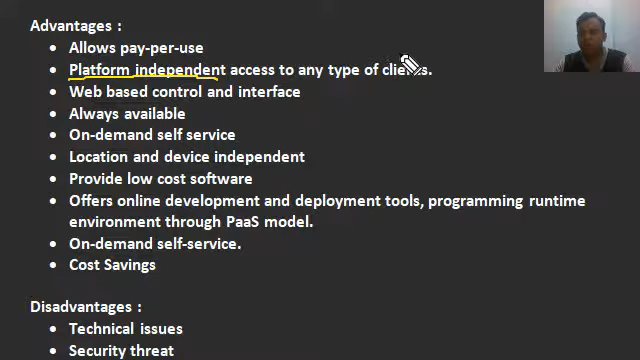 Advantages :
• Allows pay-per-use
• Platform independent access to any type of clients.
• Web based control and interface
• Always available
• On-demand self service
• Location and device independent
• Provide low cost software
• Offers online development and deployment tools, programming runtime
environment through PaaS model.
• On-demand self-service.
• Cost Savings
Disadvantages :
• Technical issues
• Security threat